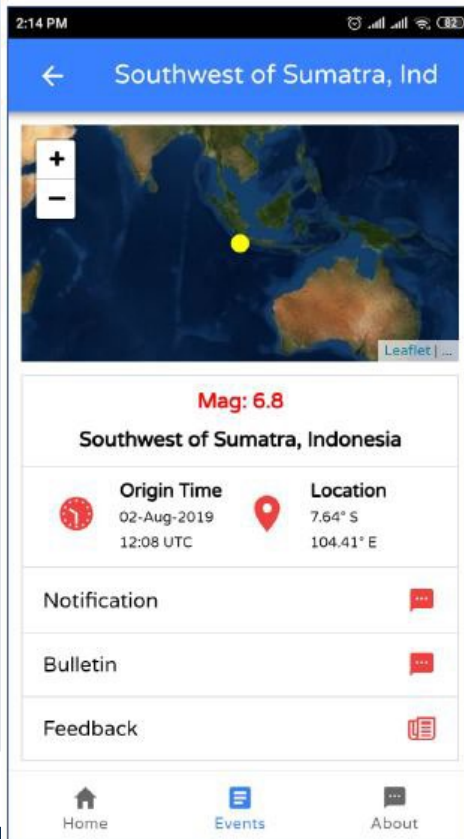 2:14 PM
82
Southwest of Sumatra, Ind
+
−
Leaflet | ...
Mag: 6.8
Southwest of Sumatra, Indonesia
Origin Time
02-Aug-2019
12:08 UTC
Location
7.64° S
104.41° E
Notification
Bulletin
Feedback
Home
Events
About